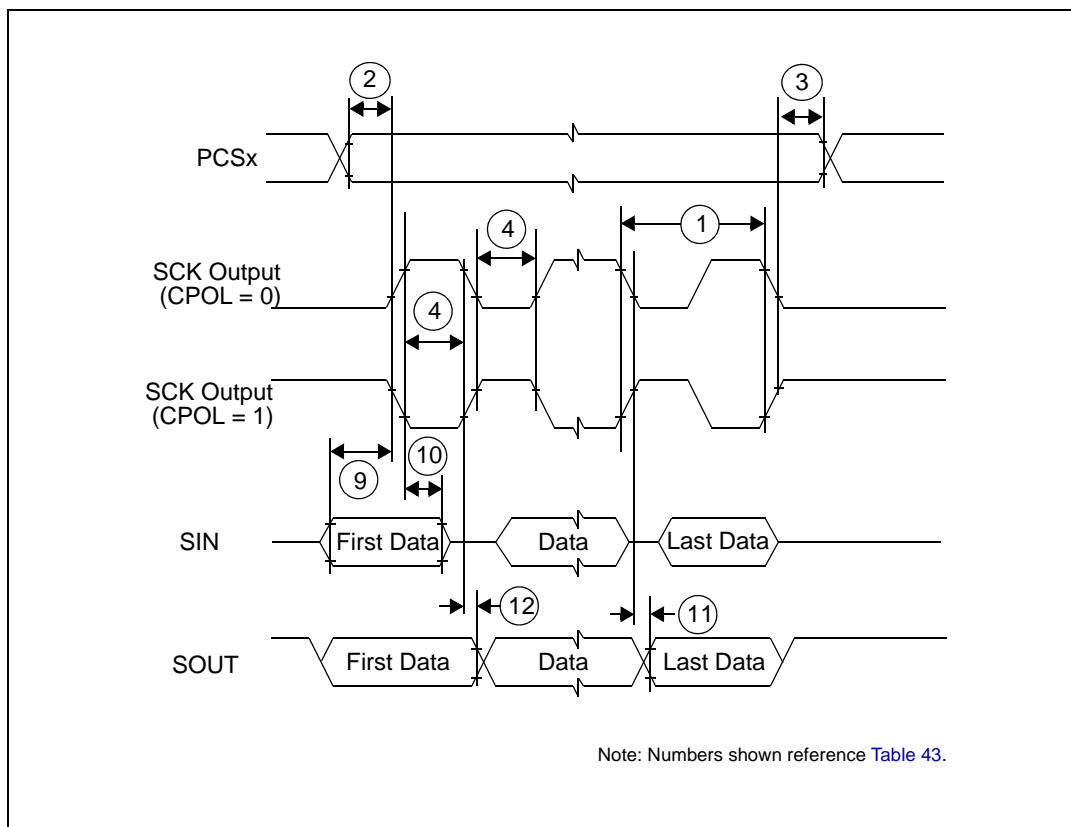 2
3
PCSx
4
1
SCK Output
(CPOL = 0)
4
SCK Output
(CPOL = 1)
10
9
SIN
First Data
Data
Last Data
12
11
SOUT
First Data
Data
Last Data
Note: Numbers shown reference Table 43.